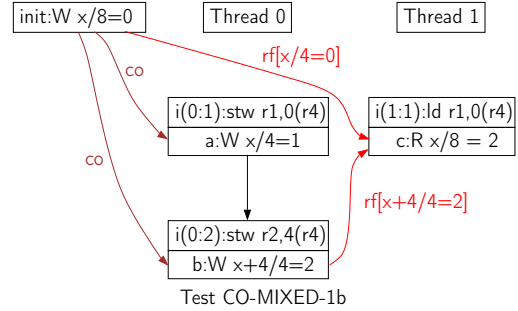 init:W x/8=0
Thread 0
Thread 1
rf[x/4=0]
co
i(0:1):stw r1,0(r4)
a:W x/4=1
i(1:1):ld r1,0(r4)
c:R x/8 = 2
co
rf[x+4/4=2]
i(0:2):stw r2,4(r4)
b:W x+4/4=2
Test CO-MIXED-1b